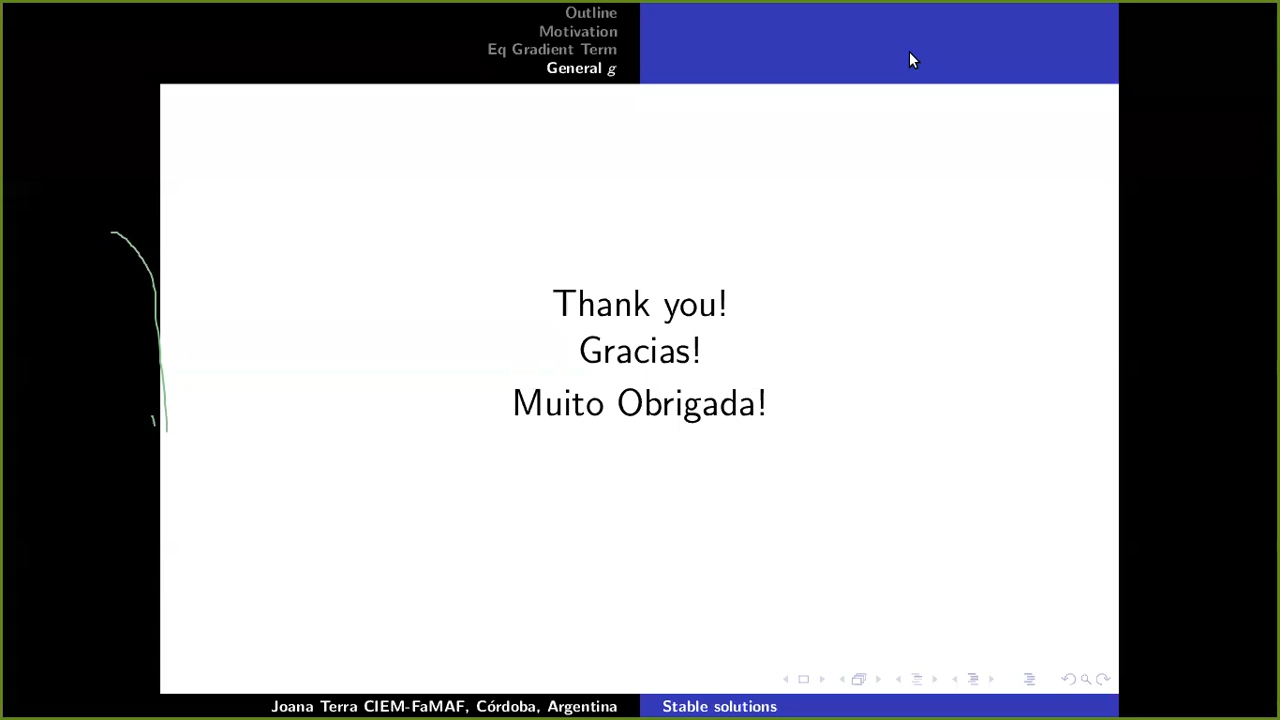 Outline
Motivation
Eq Gradient Term
General g
Thank you!
Gracias!
Muito Obrigada!
Joana Terra CIEM-FaMAF, Córdoba, Argentina
Stable solutions